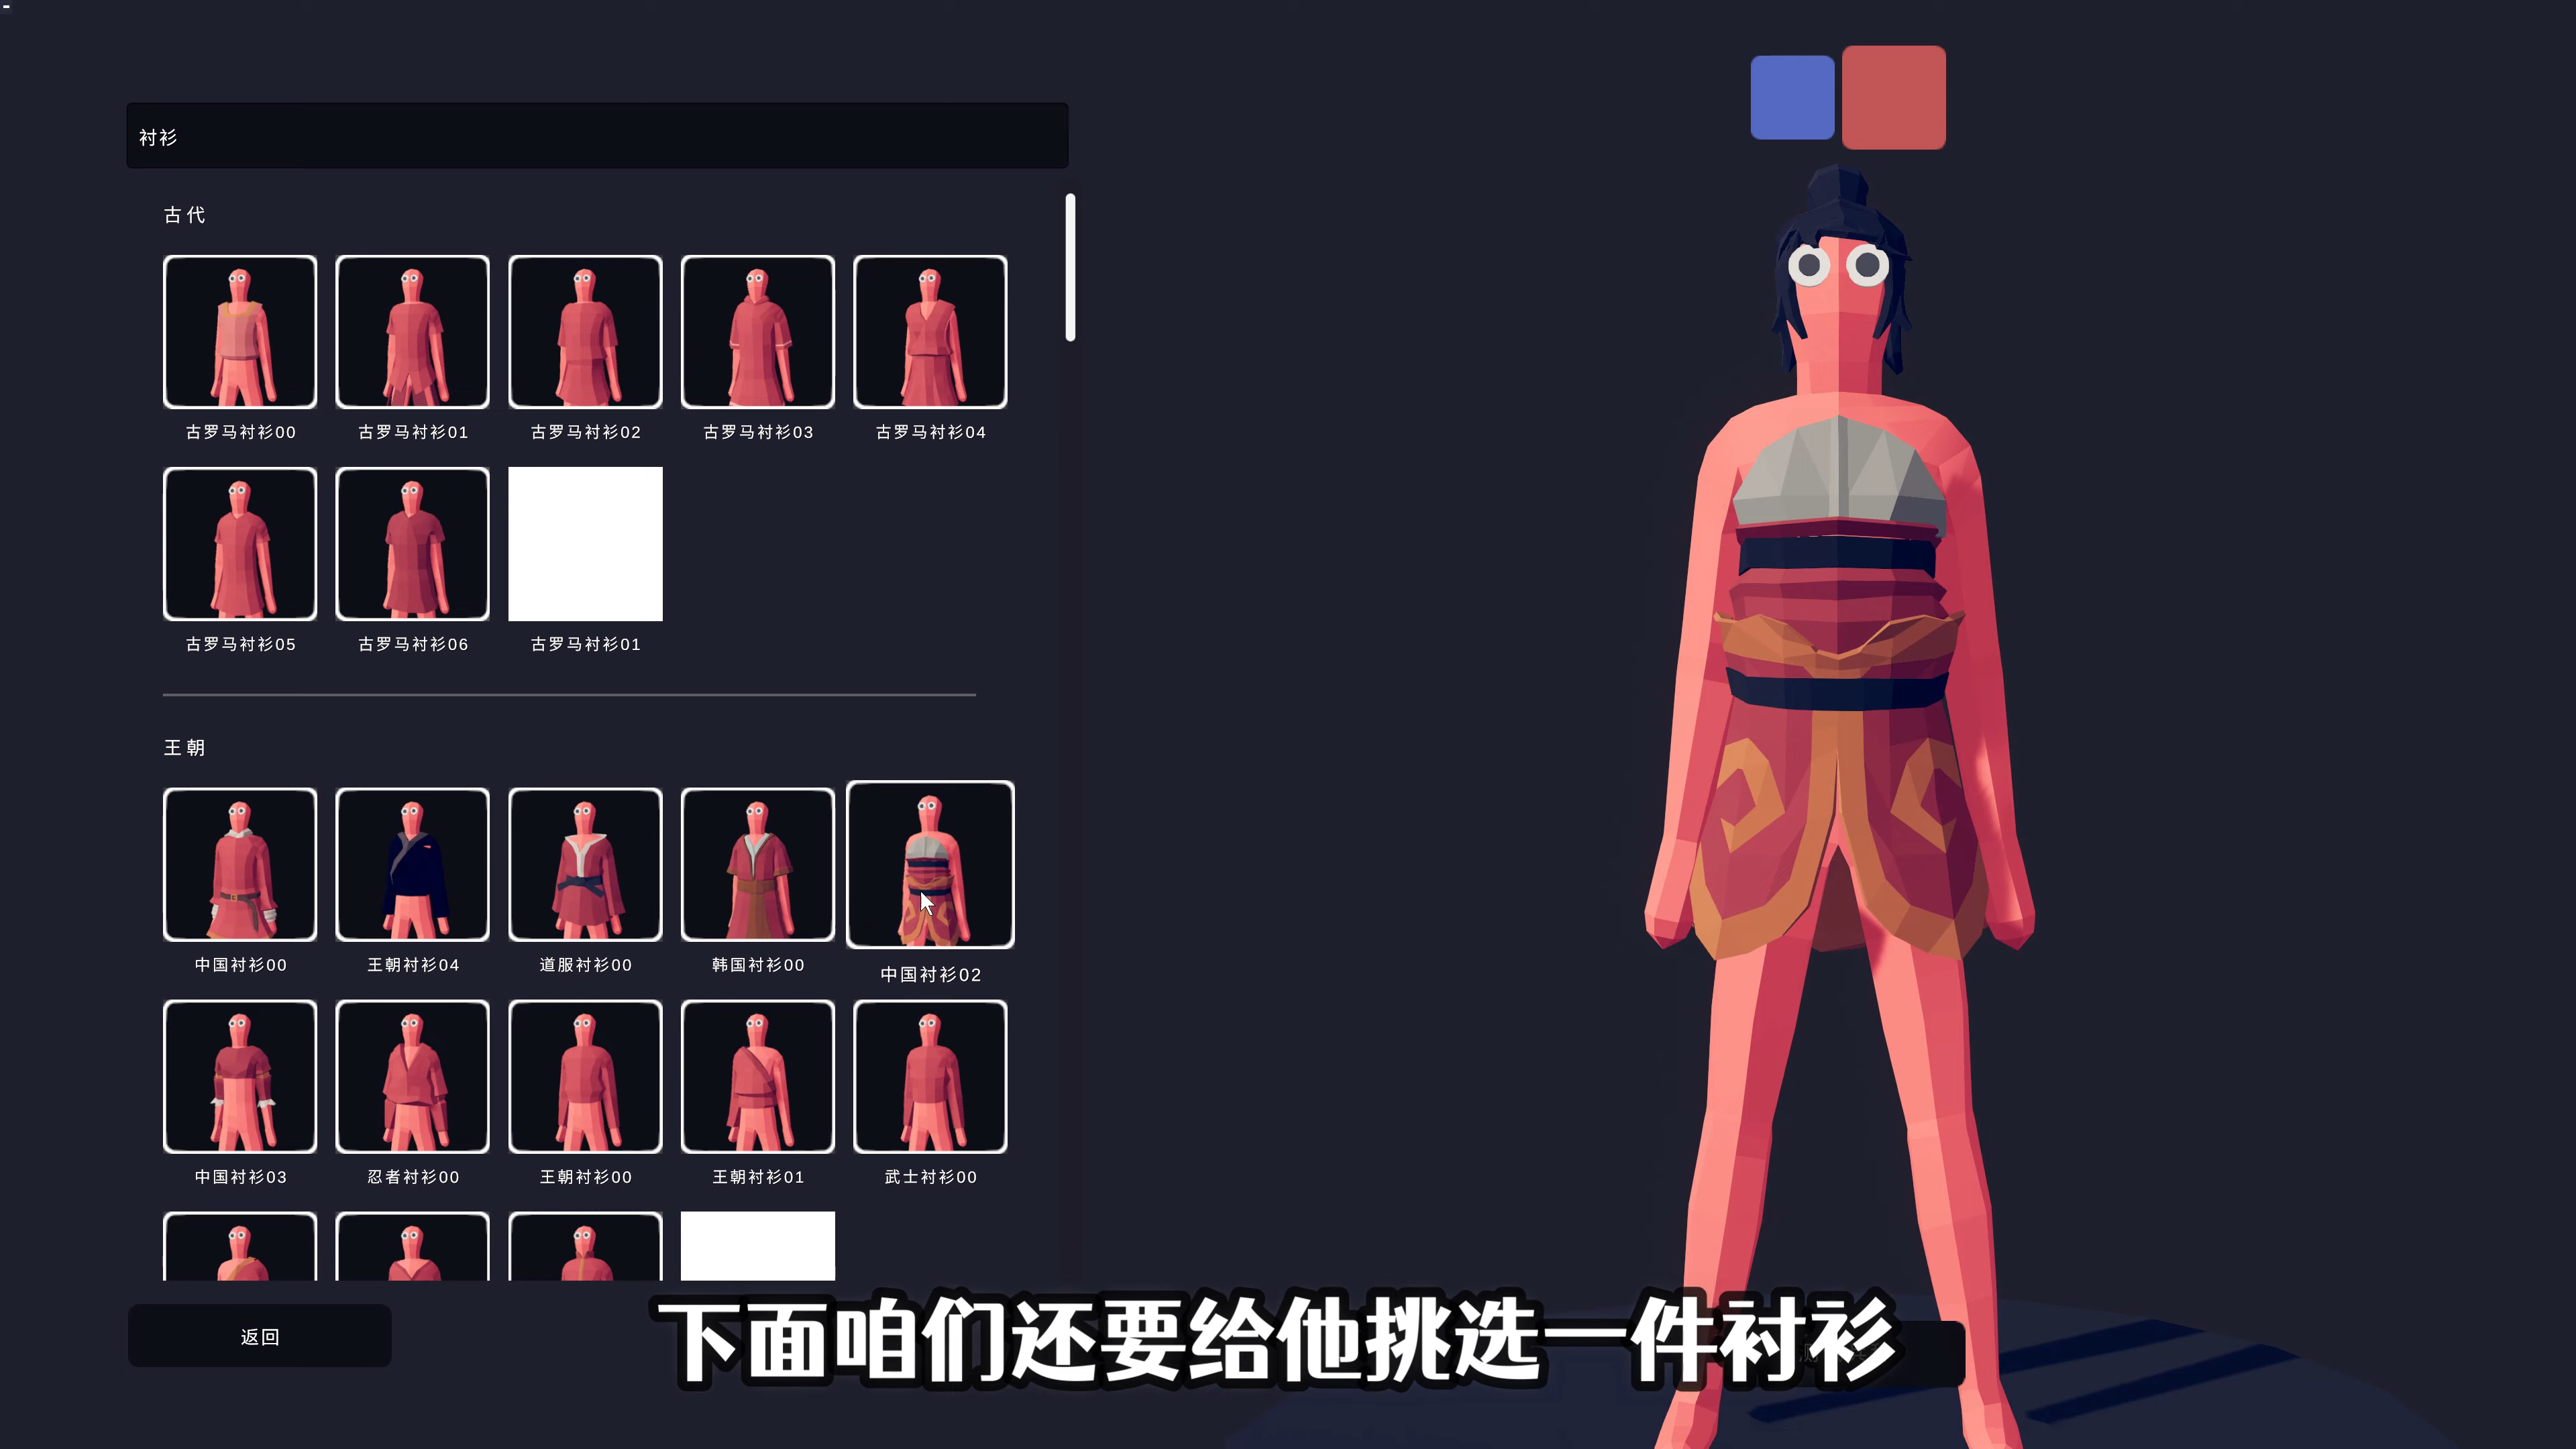 衬衫
古代
古罗马衬衫00 古罗马衬衫01 古罗马衬衫02 古罗马衬衫03 古罗马衬衫04
古罗马衬衫05 古罗马衬衫06 古罗马衬衫01
王朝
中国衬衫00 王朝衬衫04 道服衬衫00 韩国衬衫00 中国衬衫02
中国衬衫03 忍者衬衫00 王朝衬衫00 王朝衬衫01 武士衬衫00
返回
下面咱们还要给他挑选一件衬衫